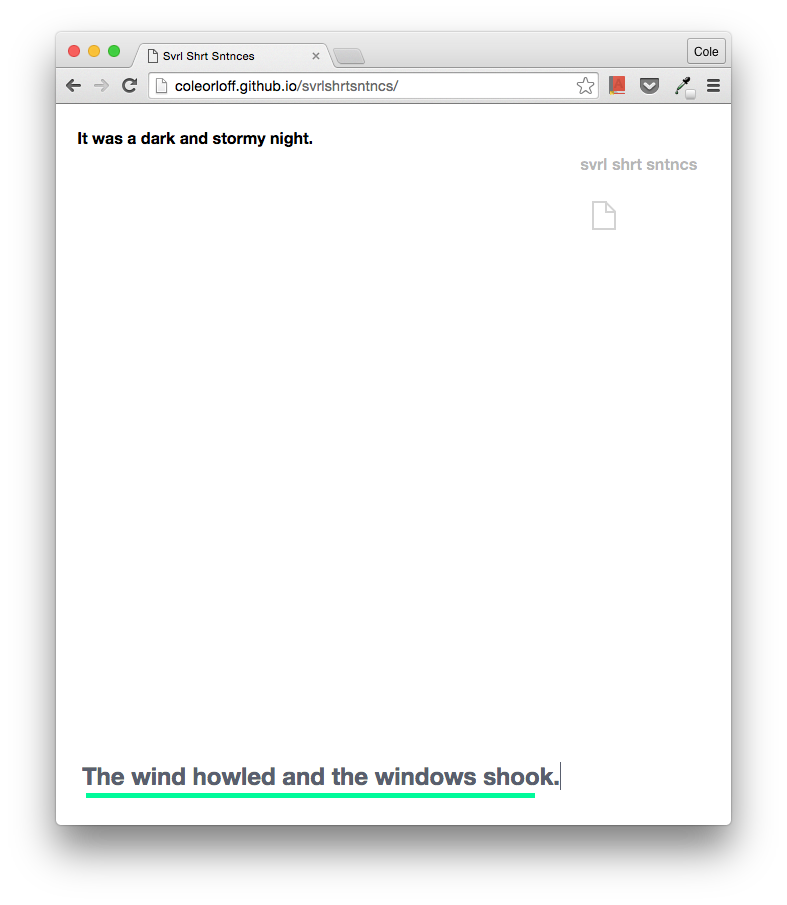 Svrl Shrt Sntnces
Cole
coleorloff.github.io/svrlshrtsntncs/
It was a dark and stormy night.
svrl shrt sntncs
The wind howled and the windows shook.